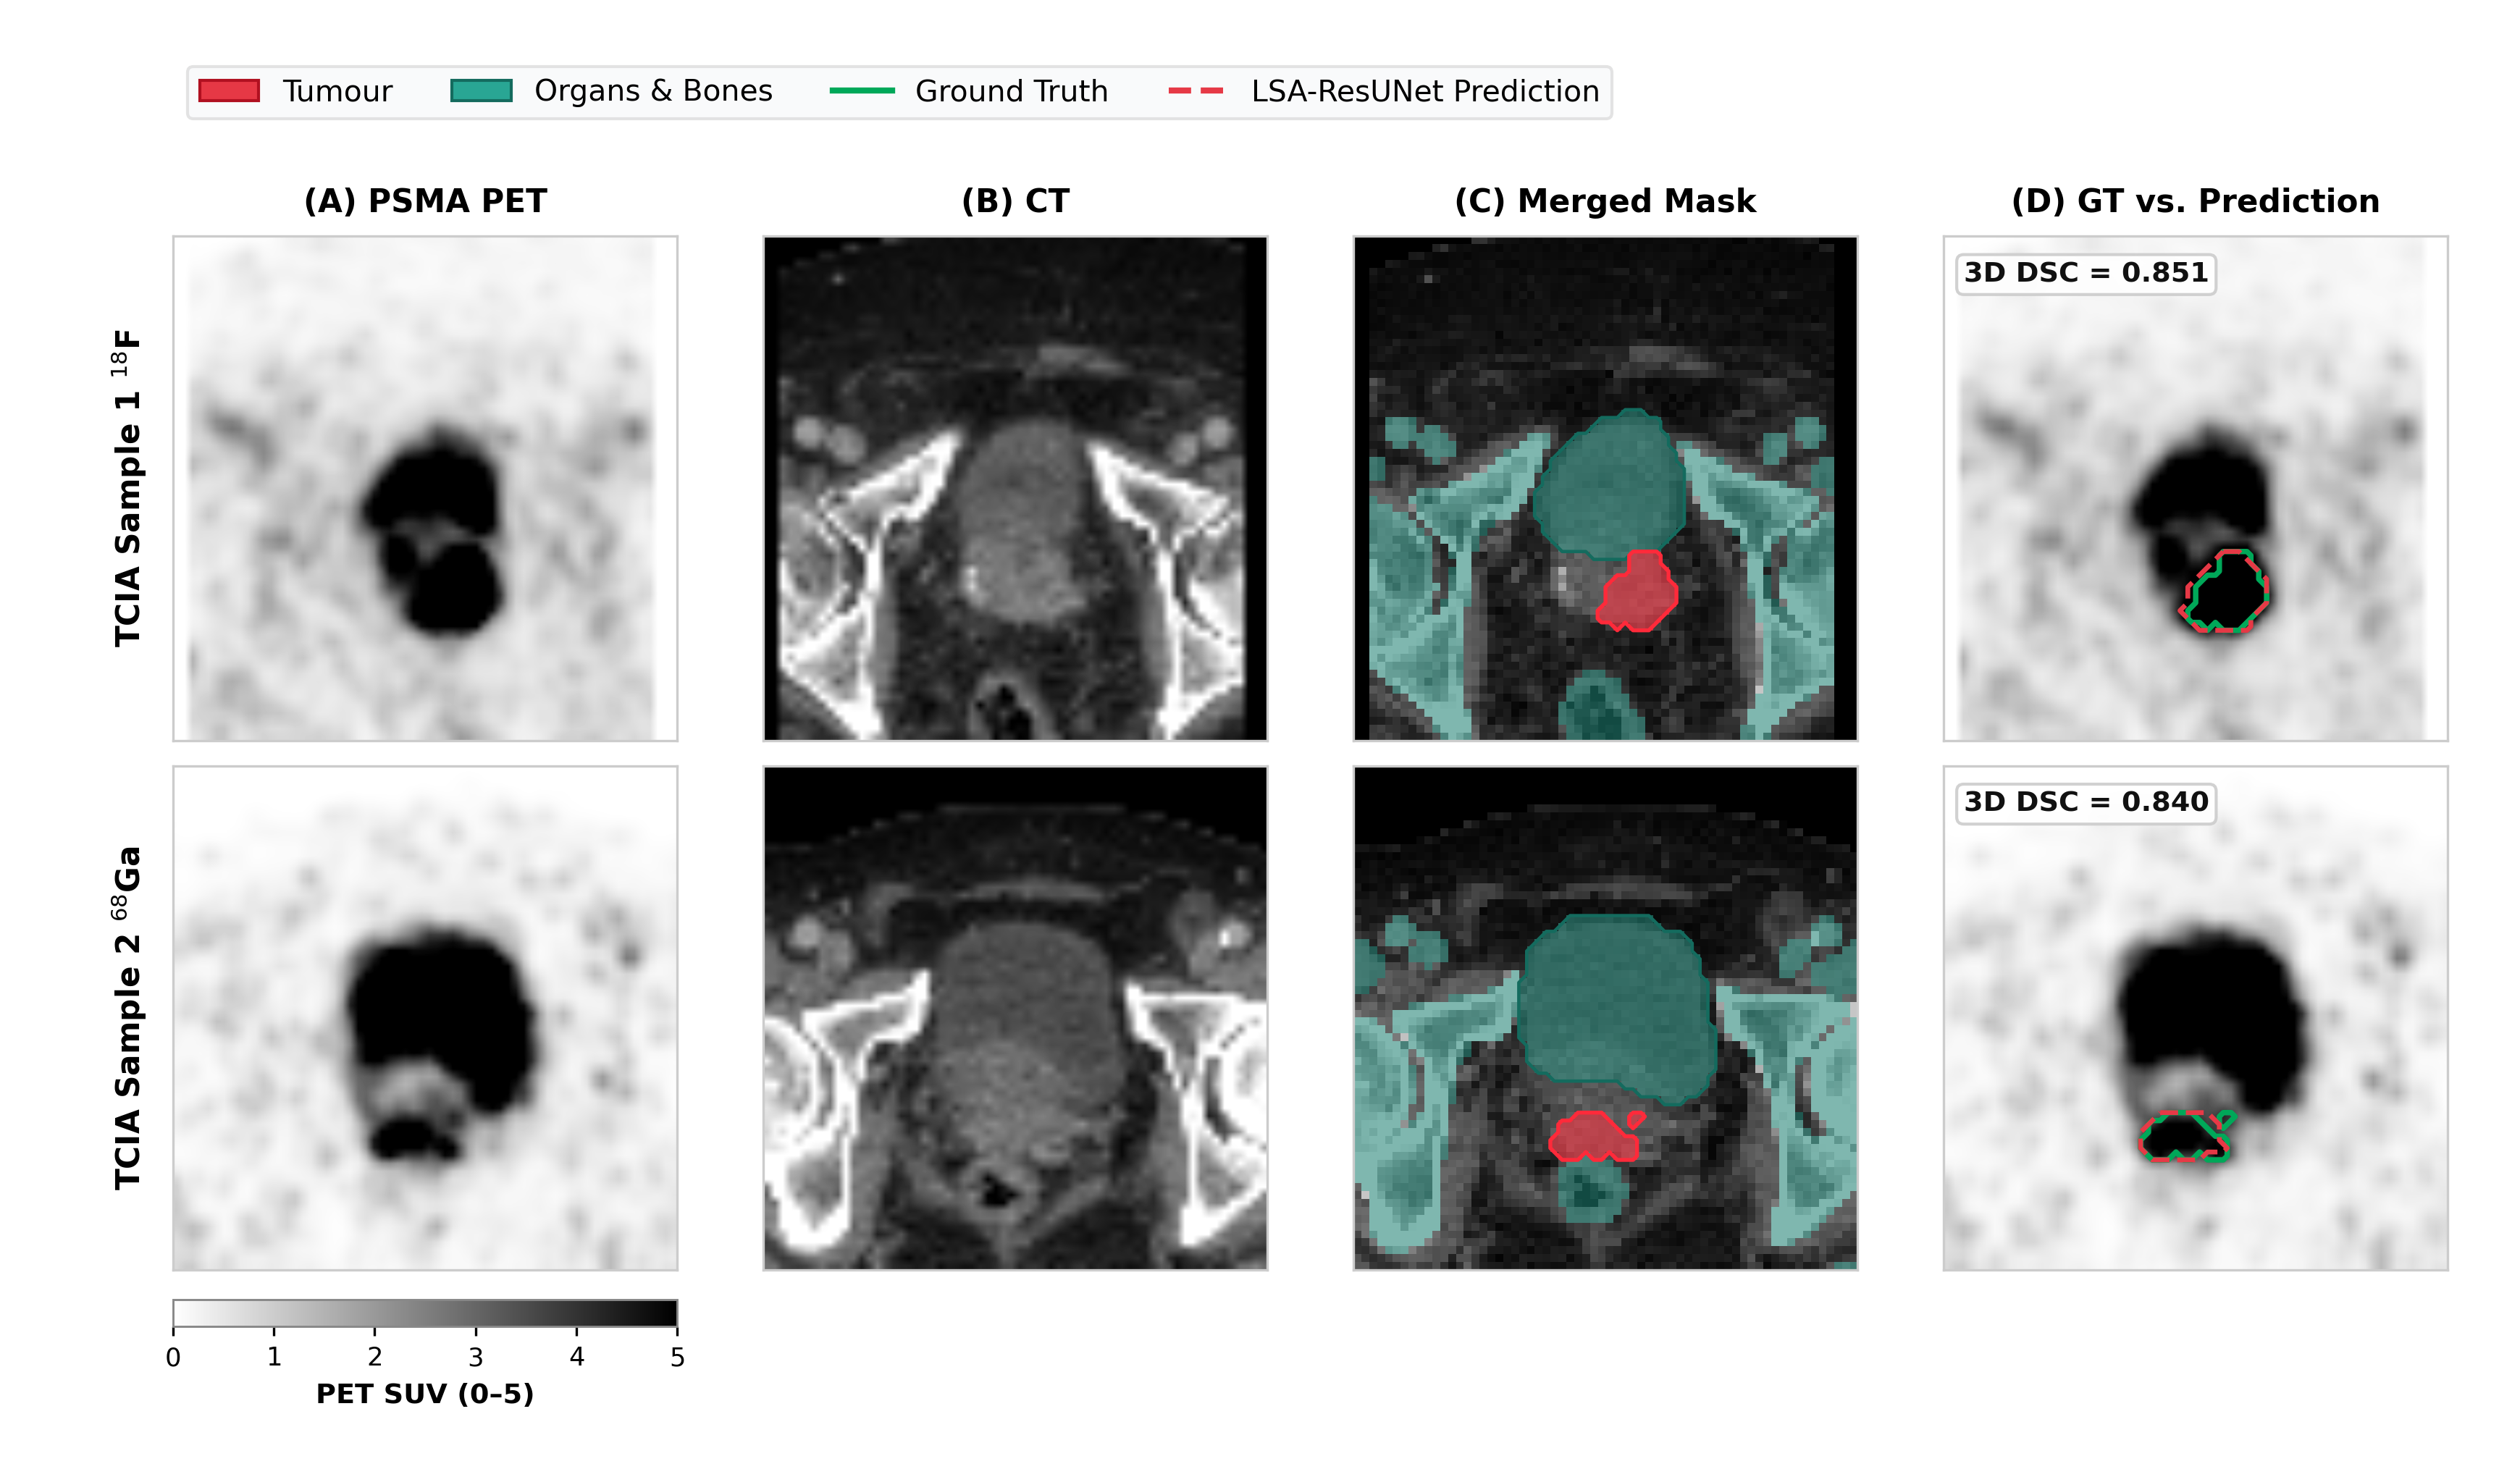 Tumour
Organs & Bones
Ground Truth
LSA-ResUNet Prediction
(A) PSMA PET
(B) CT
(C) Merged Mask
(D) GT vs. Prediction
TCIA Sample 1 ¹⁸F
3D DSC = 0.851
TCIA Sample 2 ⁶⁸Ga
3D DSC = 0.840
0 1 2 3 4 5
PET SUV (0–5)